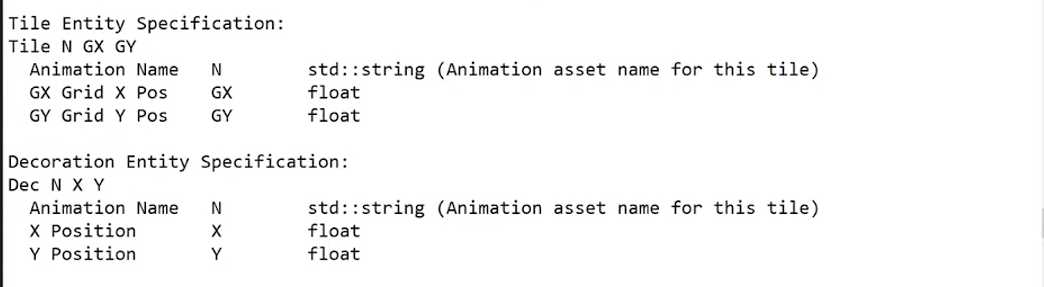 Tile Entity Specification:
Tile N GX GY
  Animation Name   N        std::string (Animation asset name for this tile)
  GX Grid X Pos    GX       float
  GY Grid Y Pos    GY       float

Decoration Entity Specification:
Dec N X Y
  Animation Name   N        std::string (Animation asset name for this tile)
  X Position       X        float
  Y Position       Y        float